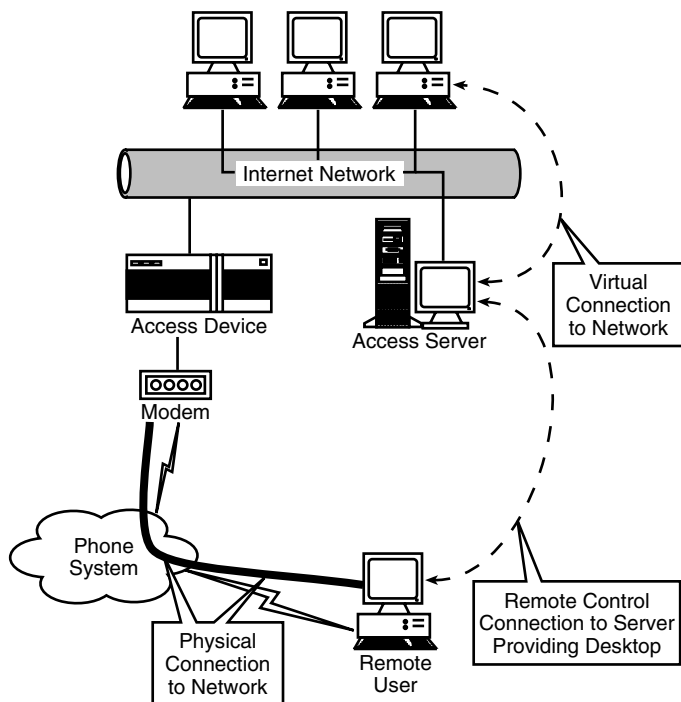 Internet Network
Access Device
Access Server
Virtual
Connection
to Network
Modem
Phone
System
Physical
Connection
to Network
Remote
User
Remote Control
Connection to Server
Providing Desktop